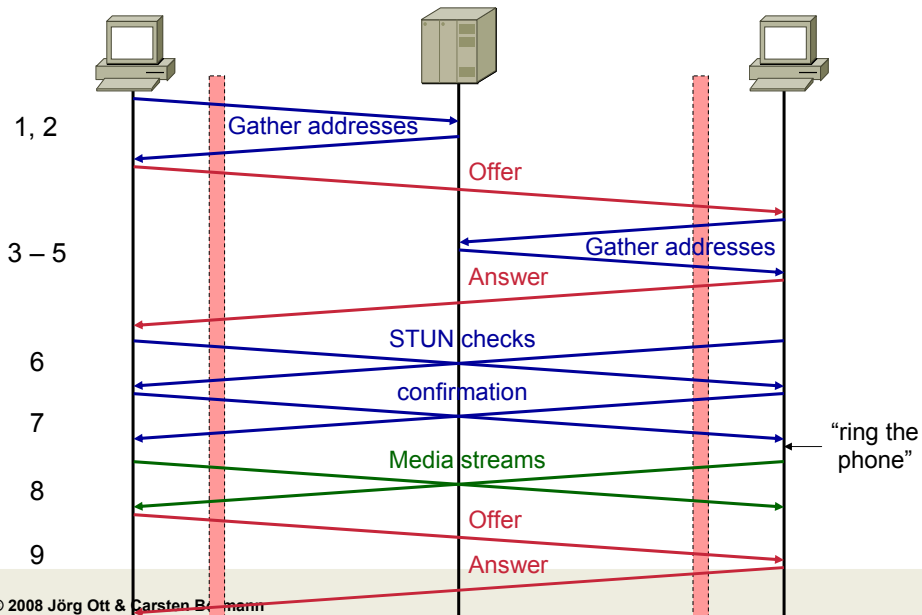 1, 2
Gather addresses
Offer
3 – 5
Gather addresses
Answer
STUN checks
6
confirmation
7
"ring the
phone"
Media streams
8
Offer
9
Answer
© 2008 Jörg Ott & Carsten